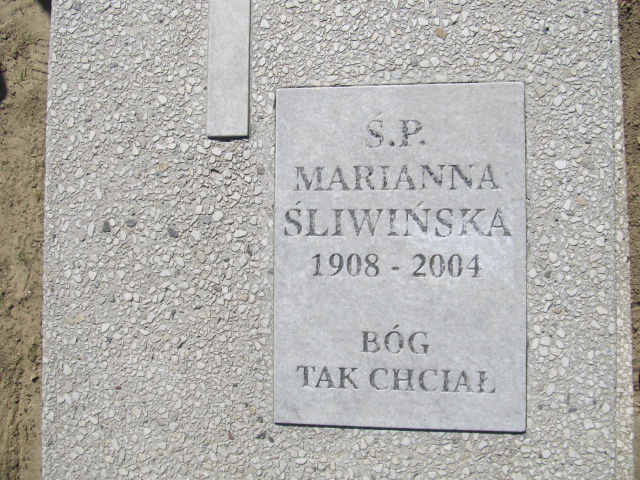 Ś.P.
MARIANNA
ŚLIWIŃSKA
1908 - 2004
BÓG
TAK CHCIAŁ